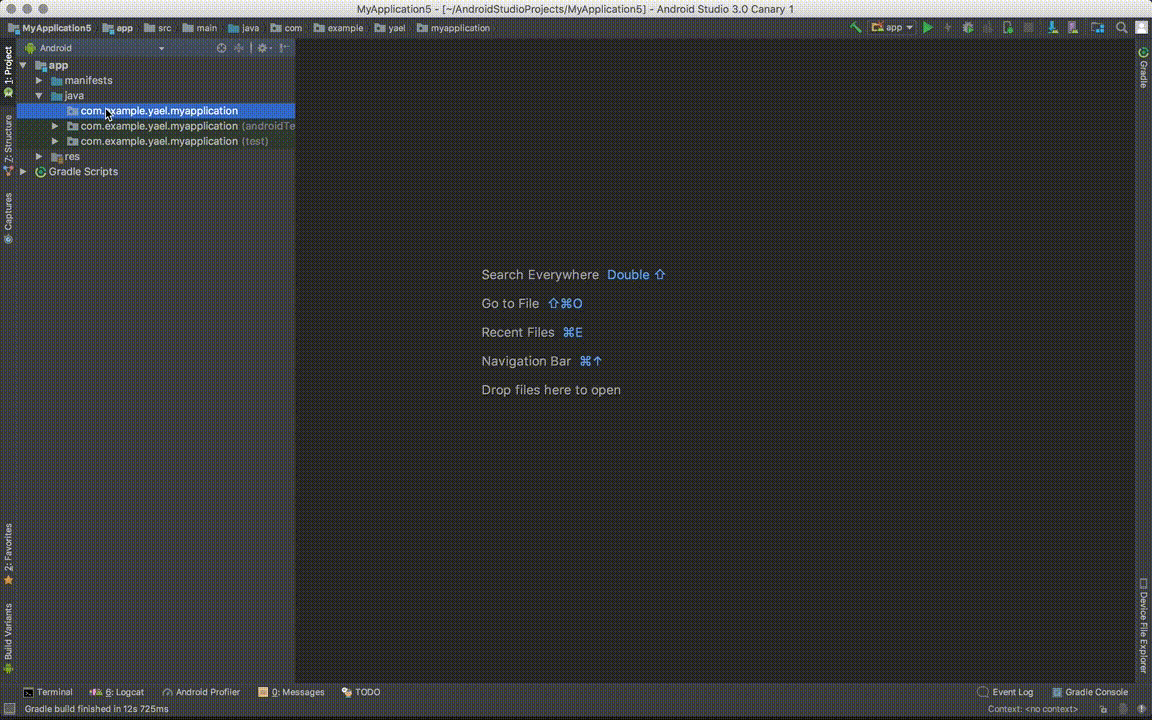 MyApplication5 - [~/AndroidStudioProjects/MyApplication5] - Android Studio 3.0 Canary 1
MyApplication5 app src main java com example yael myapplication app
1: Project
Z: Structure
Captures
2: Favorites
Build Variants
Android
app
manifests
java
com.example.yael.myapplication
com.example.yael.myapplication (androidTe
com.example.yael.myapplication (test)
res
Gradle Scripts
Search Everywhere Double ⇧
Go to File ⇧⌘O
Recent Files ⌘E
Navigation Bar ⌘↑
Drop files here to open
Gradle
Device File Explorer
Terminal 6: Logcat Android Profiler 0: Messages TODO Event Log Gradle Console
Gradle build finished in 12s 725ms Context: <no context>